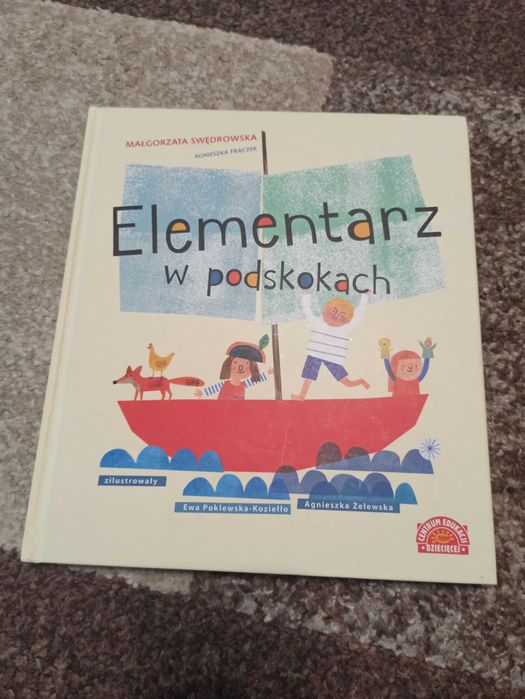 MAŁGORZATA SWĘDROWSKA
AGNIESZKA FRĄCZEK
Elementarz
w podskokach
zilustrowały
Ewa Poklewska-Koziełło
Agnieszka Żelewska
CENTRUM EDUKACJI
DZIECIĘCEJ